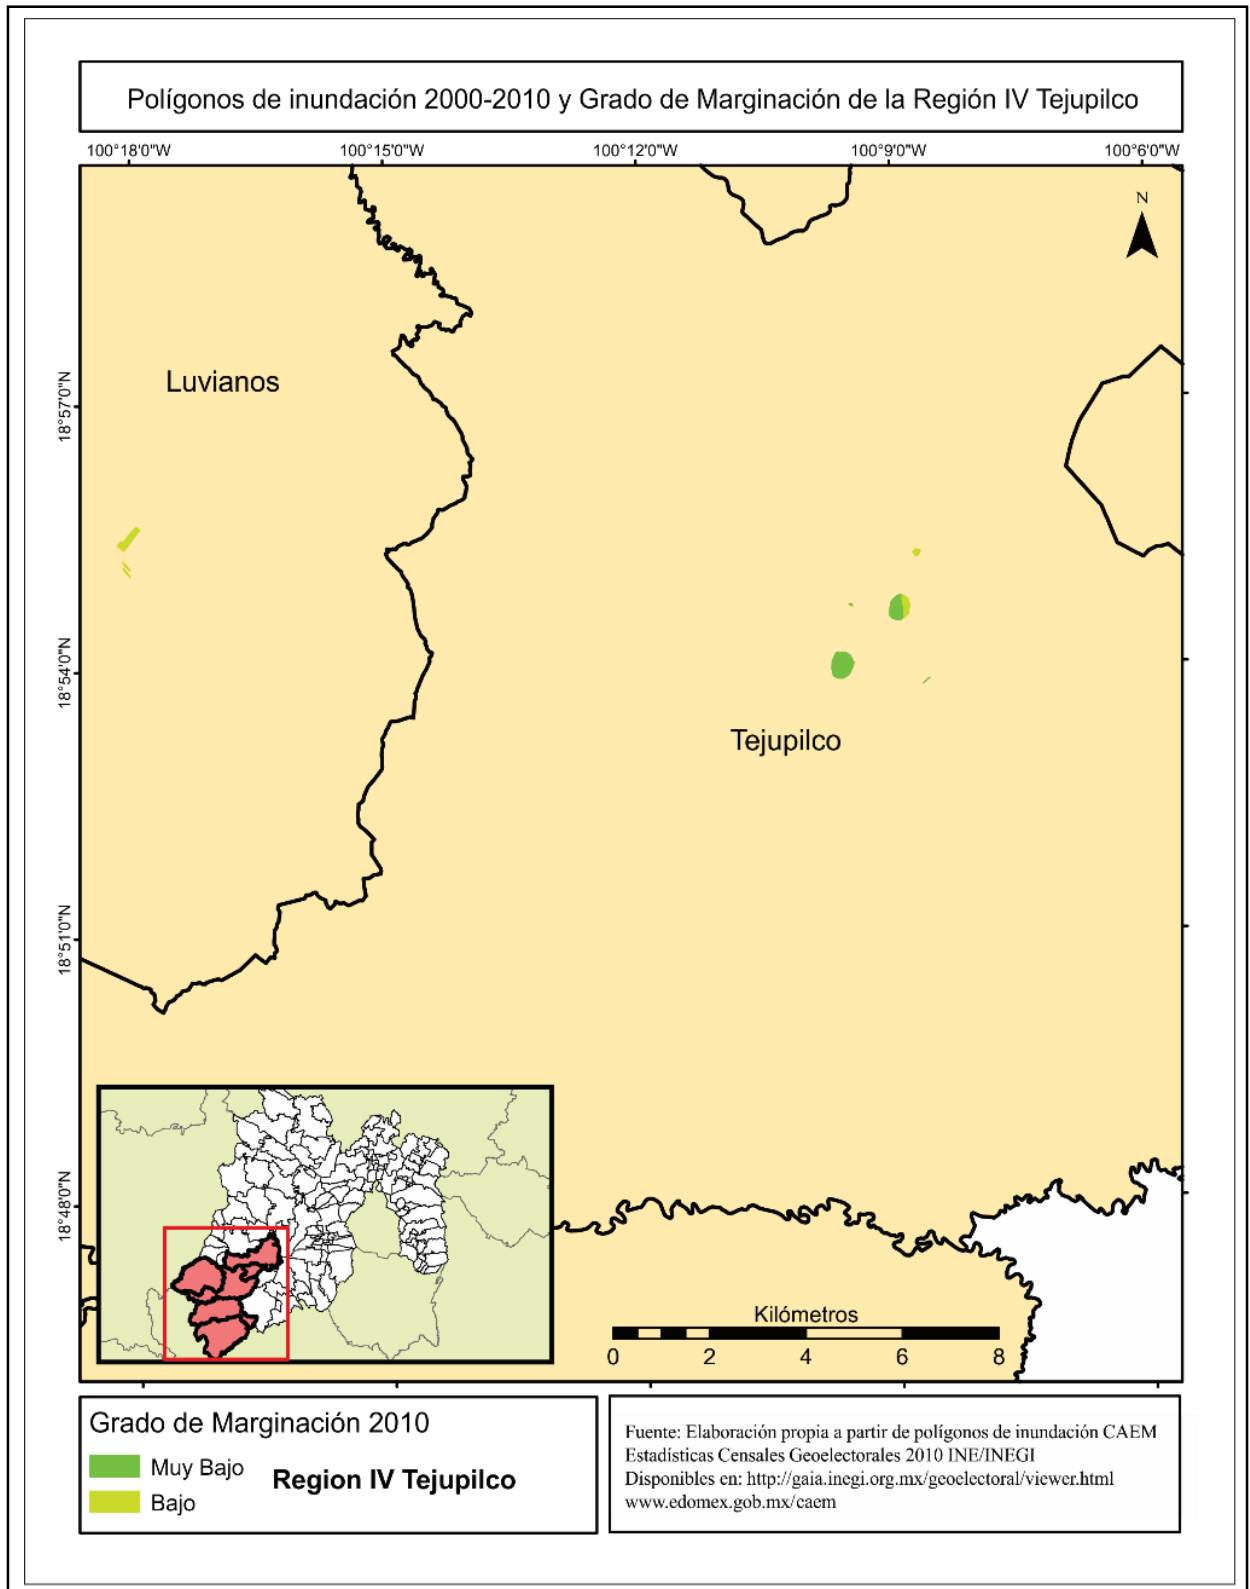 Polígonos de inundación 2000-2010 y Grado de Marginación de la Región IV Tejupilco
100°18'0"W
100°15'0"W
100°12'0"W
100°9'0"W
100°6'0"W
N
Luvianos
18°57'0"N
18°54'0"N
Tejupilco
18°51'0"N
18°48'0"N
Kilómetros
0 2 4 6 8
Grado de Marginación 2010
Muy Bajo
Bajo
Region IV Tejupilco
Fuente: Elaboración propia a partir de polígonos de inundación CAEM
Estadísticas Censales Geoelectorales 2010 INE/INEGI
Disponibles en: http://gaia.inegi.org.mx/geoelectoral/viewer.html
www.edomex.gob.mx/caem